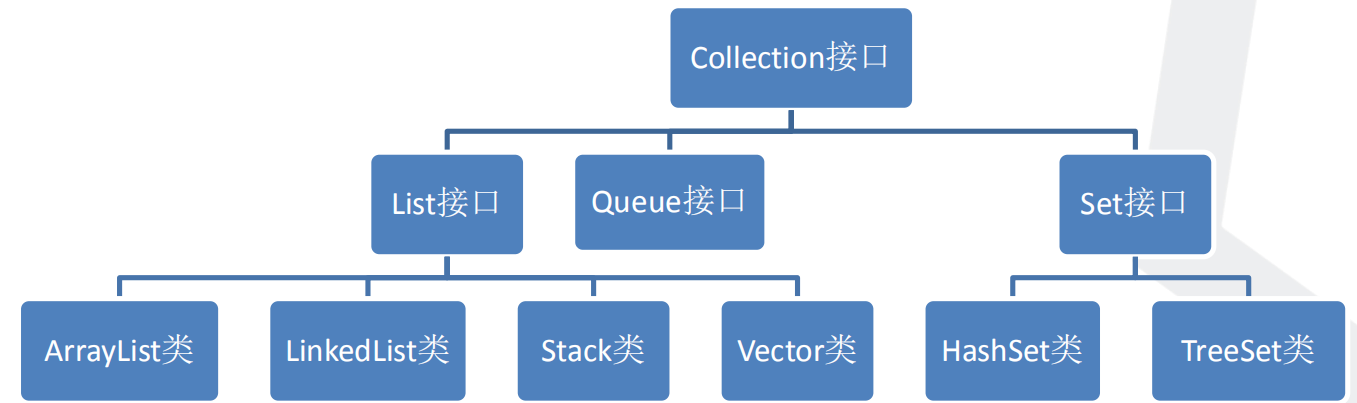 Collection接口
List接口
Queue接口
Set接口
ArrayList类
LinkedList类
Stack类
Vector类
HashSet类
TreeSet类